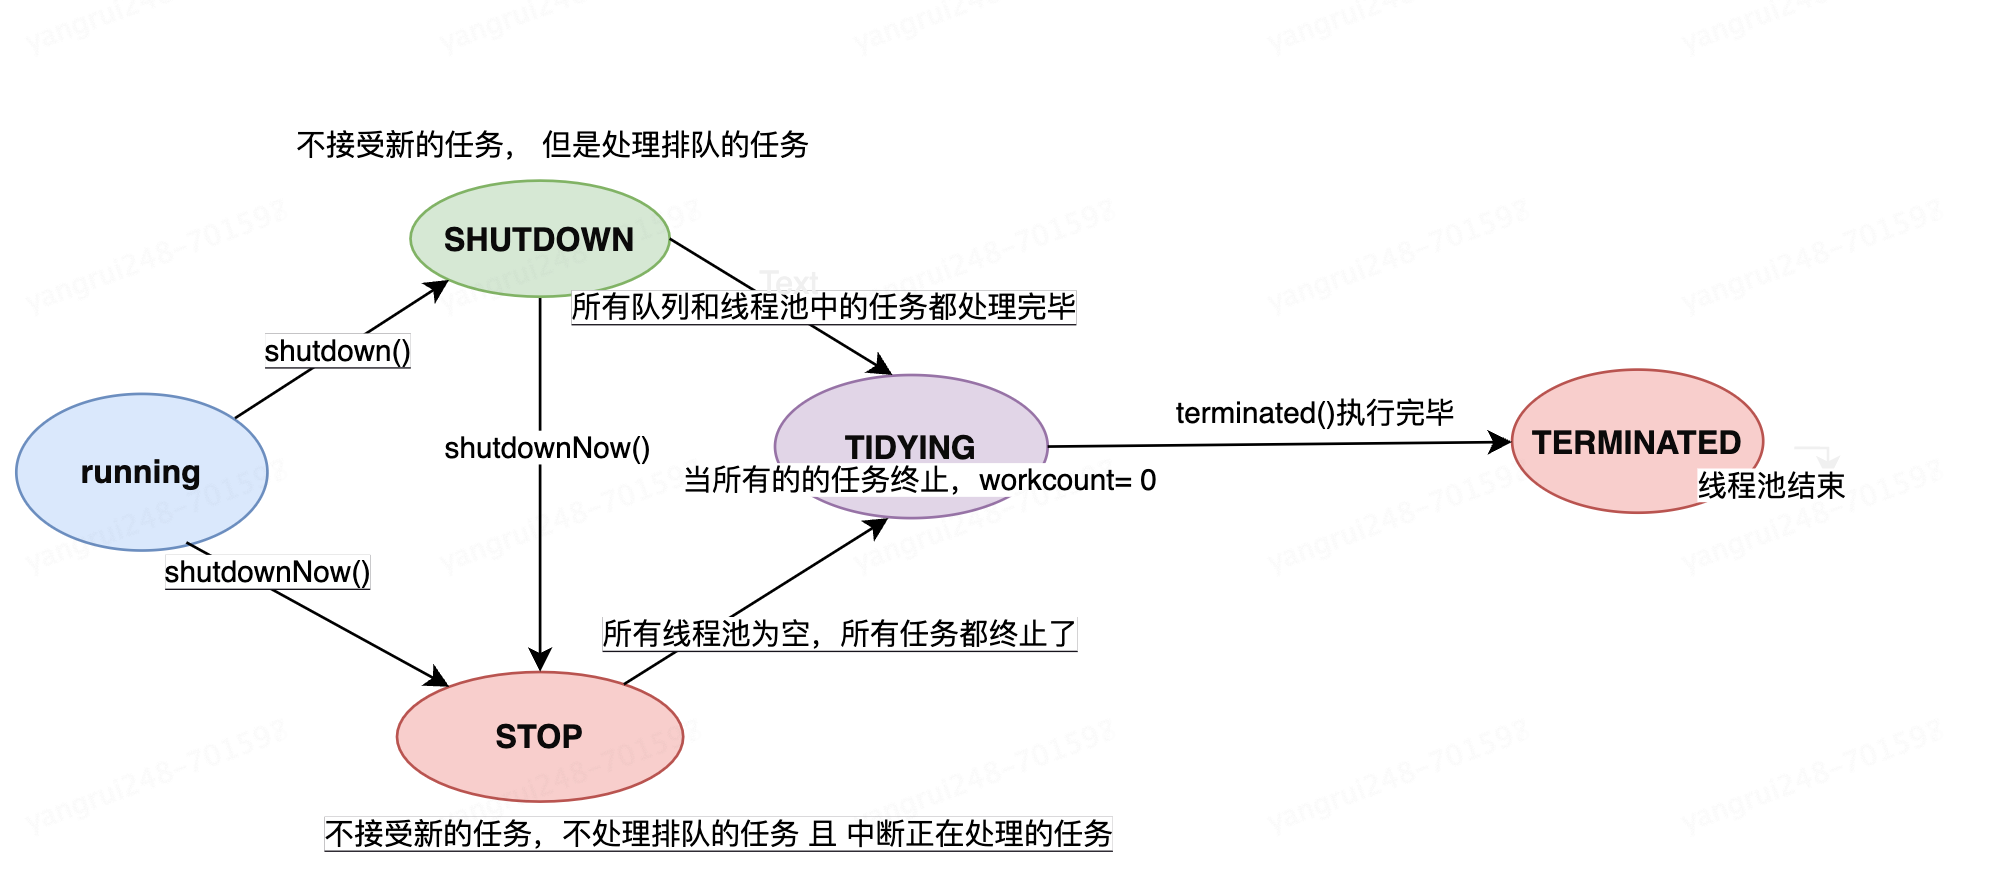 不接受新的任务， 但是处理排队的任务
SHUTDOWN
Text
所有队列和线程池中的任务都处理完毕
shutdown()
running
shutdownNow()
TIDYING
当所有的的任务终止，workcount= 0
terminated()执行完毕
TERMINATED
线程池结束
shutdownNow()
所有线程池为空，所有任务都终止了
STOP
不接受新的任务，不处理排队的任务 且 中断正在处理的任务